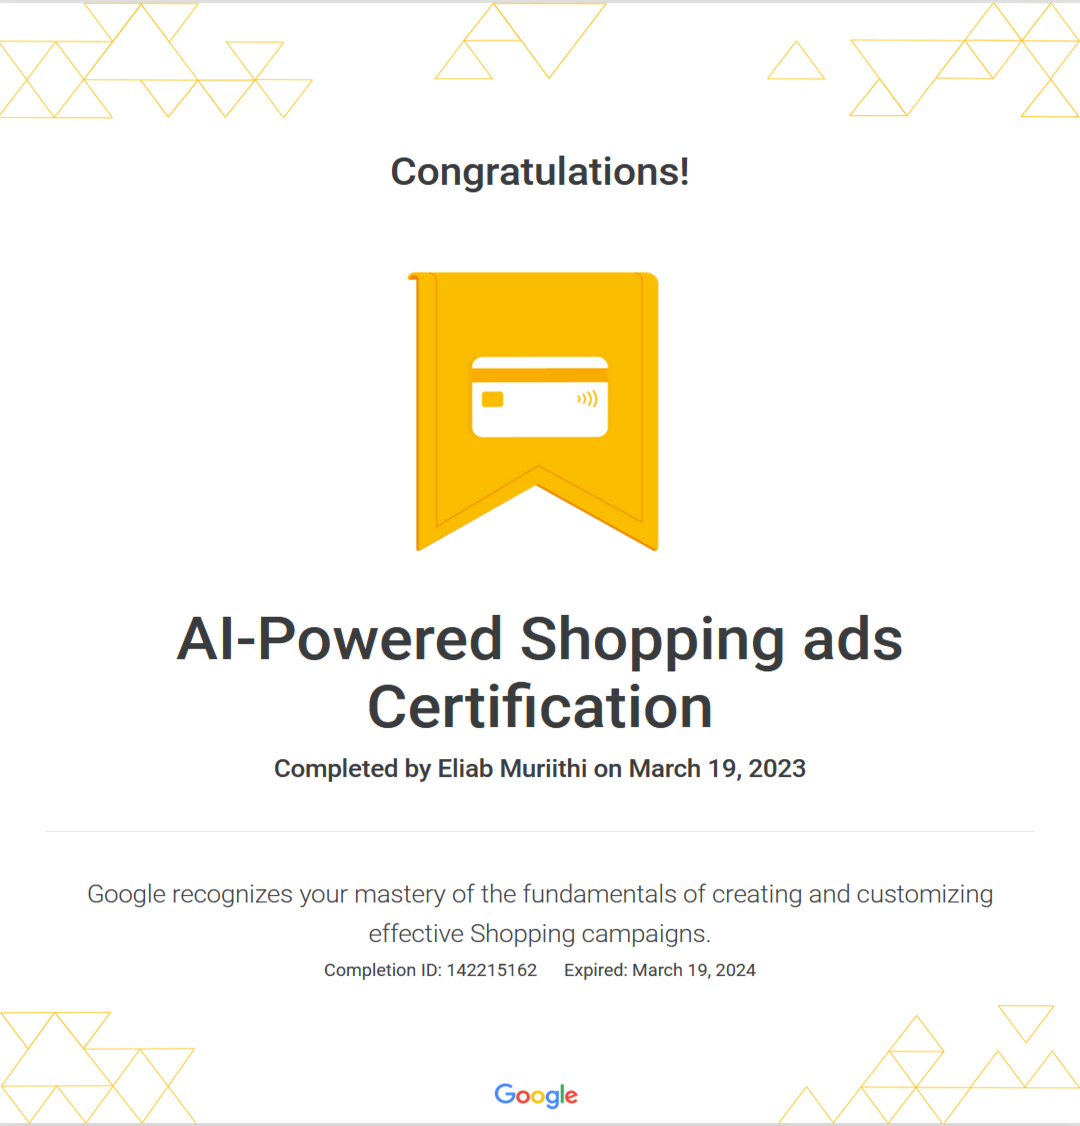 Congratulations!
AI-Powered Shopping ads
Certification
Completed by Eliab Muriithi on March 19, 2023
Google recognizes your mastery of the fundamentals of creating and customizing
effective Shopping campaigns.
Completion ID: 142215162 Expired: March 19, 2024
Google